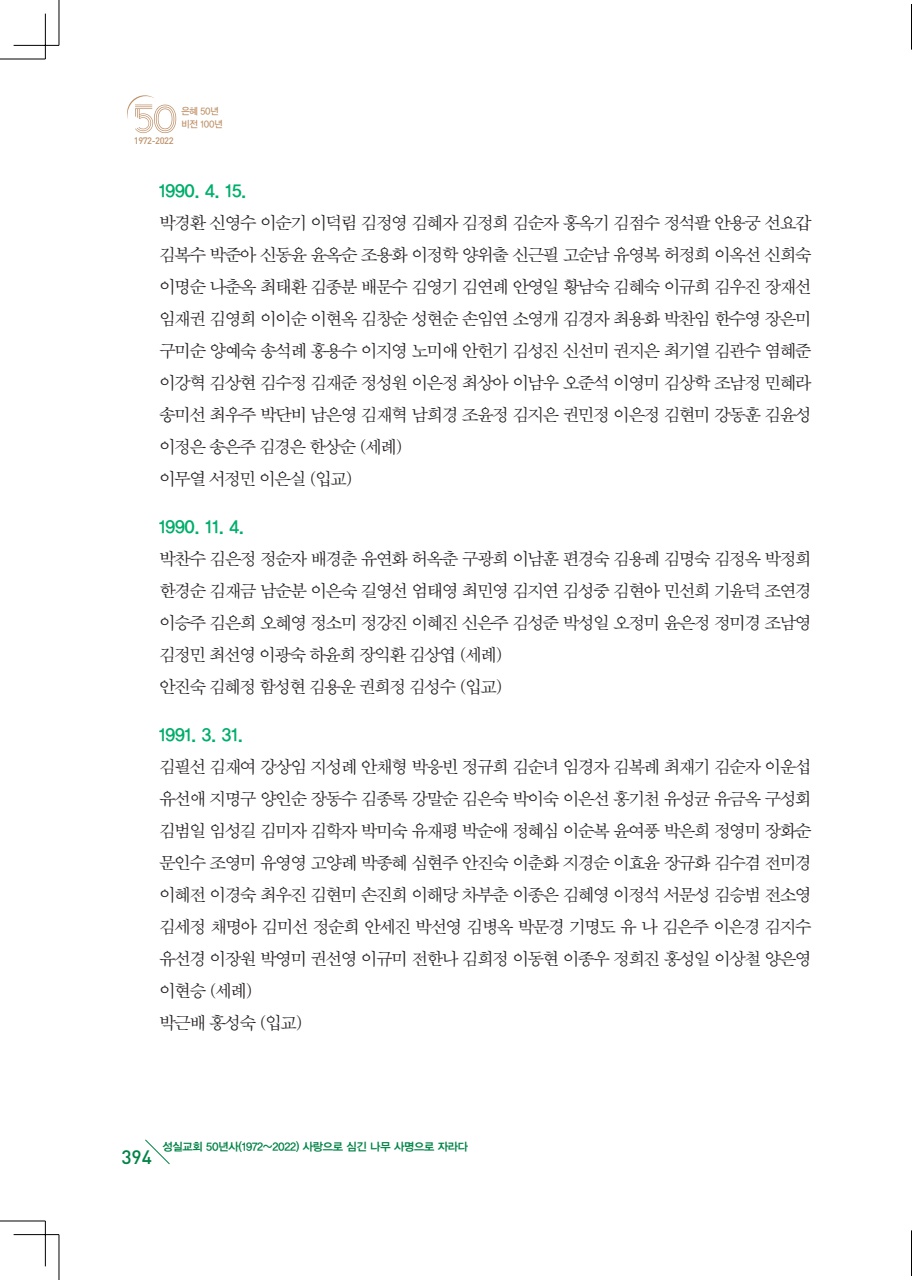 50 은혜 50년
비전 100년
1972-2022
1990. 4. 15.
박경환 신영수 이순기 이덕림 김정영 김혜자 김정희 김순자 홍옥기 김점수 정석팔 안용궁 선요갑
김복수 박준아 신동윤 윤옥순 조용화 이정학 양위출 신근필 고순남 유영복 허정희 이옥선 신희숙
이명순 나춘옥 최태환 김종분 배문수 김영기 김연례 안영일 황남숙 김혜숙 이규희 김우진 장재선
임재권 김영희 이이순 이현옥 김창순 성현순 손임연 소영개 김경자 최용화 박찬임 한수영 장은미
구미순 양예숙 송석례 홍용수 이지영 노미애 안헌기 김성진 신선미 권지은 최기열 김관수 염혜준
이강혁 김상현 김수정 김재준 정성원 이은정 최상아 이남우 오준석 이영미 김상학 조남정 민혜라
송미선 최우주 박단비 남은영 김재혁 남희경 조윤정 김지은 권민정 이은정 김현미 강동훈 김윤성
이정은 송은주 김경은 한상순 (세례)
이무열 서정민 이은실 (입교)
1990. 11. 4.
박찬수 김은정 정순자 배경춘 유연화 허옥춘 구광희 이남훈 편경숙 김용례 김명숙 김정옥 박정희
한경순 김재금 남순분 이은숙 길영선 엄태영 최민영 김지연 김성중 김현아 민선희 기윤덕 조연경
이승주 김은희 오혜영 정소미 정강진 이혜진 신은주 김성준 박성일 오정미 윤은정 정미경 조남영
김정민 최선영 이광숙 하윤희 장익환 김상엽 (세례)
안진숙 김혜정 함성현 김용운 권희정 김성수 (입교)
1991. 3. 31.
김필선 김재여 강상임 지성례 안채형 박웅빈 정규희 김순녀 임경자 김복례 최재기 김순자 이운섭
유선애 지명구 양인순 장동수 김종록 강말순 김은숙 박이숙 이은선 홍기천 유성균 유금옥 구성회
김범일 임성길 김미자 김학자 박미숙 유재평 박순애 정혜심 이순복 윤여풍 박은희 정영미 장화순
문인수 조영미 유영영 고양례 박종혜 심현주 안진숙 이춘화 지경순 이효윤 장규화 김수겸 전미경
이혜전 이경숙 최우진 김현미 손진희 이해당 차부춘 이종은 김혜영 이정석 서문성 김승범 전소영
김세정 채명아 김미선 정순희 안세진 박선영 김병옥 박문경 기명도 유 나 김은주 이은경 김지수
유선경 이장원 박영미 권선영 이규미 전한나 김희정 이동현 이종우 정희진 홍성일 이상철 양은영
이현승 (세례)
박근배 홍성숙 (입교)
394 성실교회 50년사(1972~2022) 사랑으로 심긴 나무 사명으로 자라다